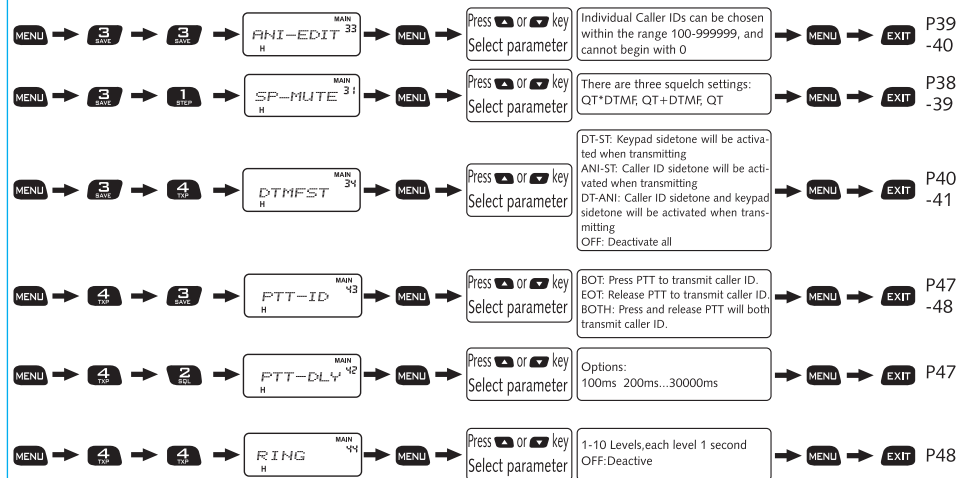 MENU 3 SAVE 3 SAVE MAIN ANI-EDIT 33 H MENU Press or key Select parameter
Individual Caller IDs can be chosen
within the range 100-999999, and
cannot begin with 0
MENU EXIT P39
-40
MENU 3 SAVE 1 STEP MAIN SP-MUTE 31 H MENU Press or key Select parameter
There are three squelch settings:
QT*DTMF, QT+DTMF, QT
MENU EXIT P38
-39
MENU 3 SAVE 4 TXP MAIN DTMFST 34 H MENU Press or key Select parameter
DT-ST: Keypad sidetone will be activa-
ted when transmitting
ANI-ST: Caller ID sidetone will be acti-
vated when transmitting
DT-ANI: Caller ID sidetone and keypad
sidetone will be activated when trans-
mitting
OFF: Deactivate all
MENU EXIT P40
-41
MENU 4 TXP 3 SAVE MAIN PTT-ID 43 H MENU Press or key Select parameter
BOT: Press PTT to transmit caller ID.
EOT: Release PTT to transmit caller ID.
BOTH: Press and release PTT will both
transmit caller ID.
MENU EXIT P47
-48
MENU 4 TXP 2 SQL MAIN PTT-DLY 42 H MENU Press or key Select parameter
Options:
100ms 200ms...30000ms
MENU EXIT P47
MENU 4 TXP 4 TXP MAIN RING 44 H MENU Press or key Select parameter
1-10 Levels,each level 1 second
OFF:Deactive
MENU EXIT P48